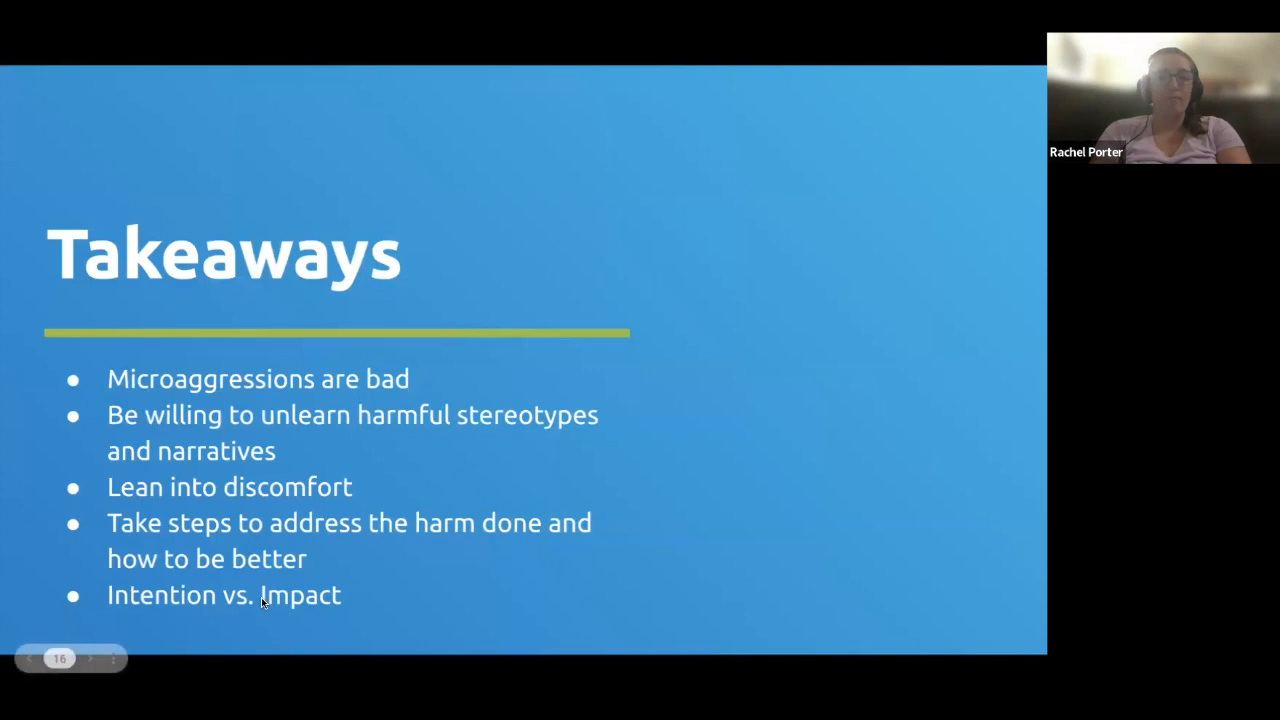 Takeaways
● Microaggressions are bad
● Be willing to unlearn harmful stereotypes
and narratives
● Lean into discomfort
● Take steps to address the harm done and
how to be better
● Intention vs. Impact
16
Rachel Porter